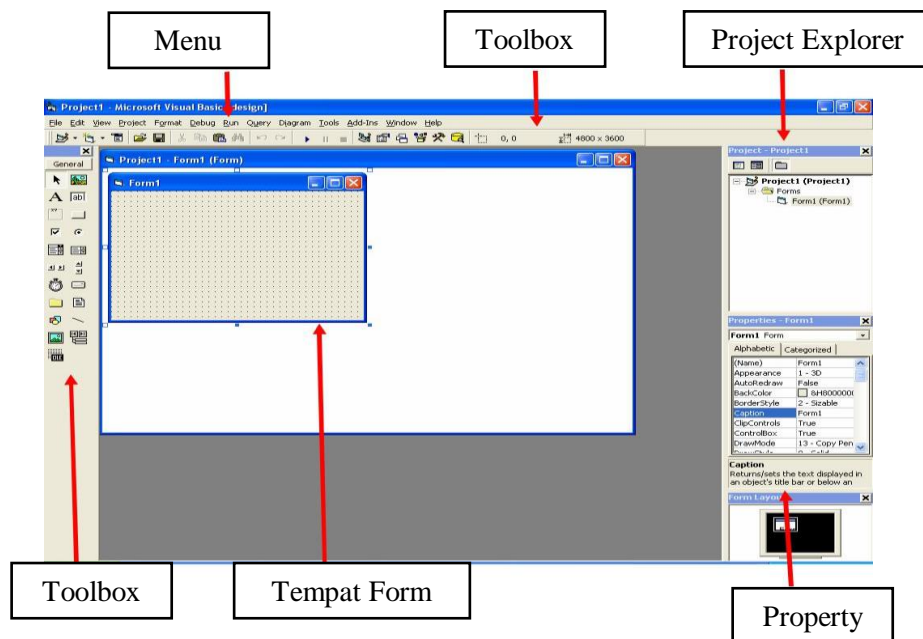 Menu
Toolbox
Project Explorer
Project1 - Microsoft Visual Basic [design]
File Edit View Project Format Debug Run Query Diagram Tools Add-Ins Window Help
0, 0
4800 x 3600
General
Project1 - Form1 (Form)
Form1
Project - Project1
Project1 (Project1)
Forms
Form1 (Form1)
Properties - Form1
Form1 Form
Alphabetic Categorized
(Name) Form1
Appearance 1 - 3D
AutoRedraw False
BackColor
BorderStyle 2 - Sizable
Caption Form1
ClipControls True
ControlBox True
DrawMode 13 - Copy Pen
Caption
Returns/sets the text displayed in
an object's title bar or below an
Form Layout
Toolbox
Tempat Form
Property